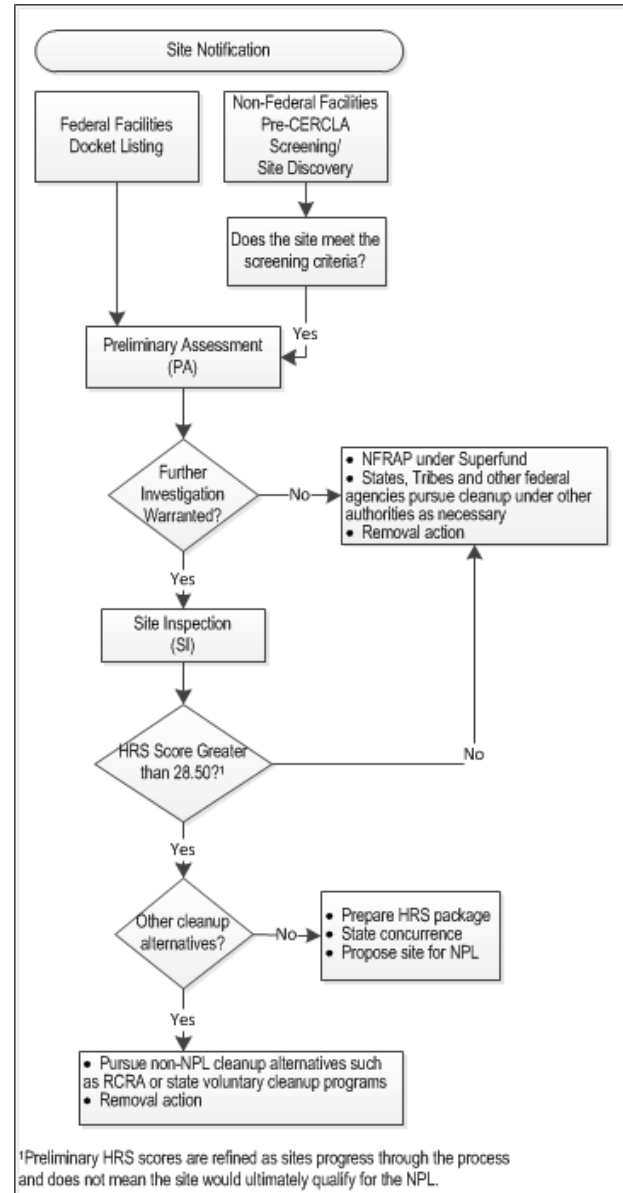 Site Notification
Federal Facilities
Docket Listing
Non-Federal Facilities
Pre-CERCLA
Screening/
Site Discovery
Does the site meet the
screening criteria?
Yes
Preliminary Assessment
(PA)
Further
Investigation
Warranted?
No
• NFRAP under Superfund
• States, Tribes and other federal
agencies pursue cleanup under other
authorities as necessary
• Removal action
Yes
Site Inspection
(SI)
HRS Score Greater
than 28.50?¹
No
Yes
Other cleanup
alternatives?
No
• Prepare HRS package
• State concurrence
• Propose site for NPL
Yes
• Pursue non-NPL cleanup alternatives such
as RCRA or state voluntary cleanup programs
• Removal action
¹Preliminary HRS scores are refined as sites progress through the process
and does not mean the site would ultimately qualify for the NPL.